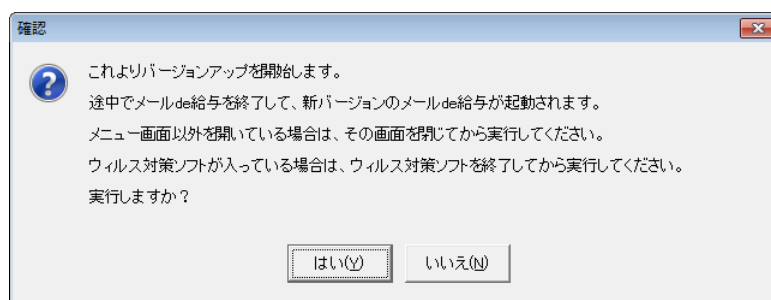 確認
これよりバージョンアップを開始します。
途中でメールde給与を終了して、新バージョンのメールde給与が起動されます。
メニュー画面以外を開いている場合は、その画面を閉じてから実行してください。
ウィルス対策ソフトが入っている場合は、ウィルス対策ソフトを終了してから実行してください。
実行しますか？
はい(Y) いいえ(N)